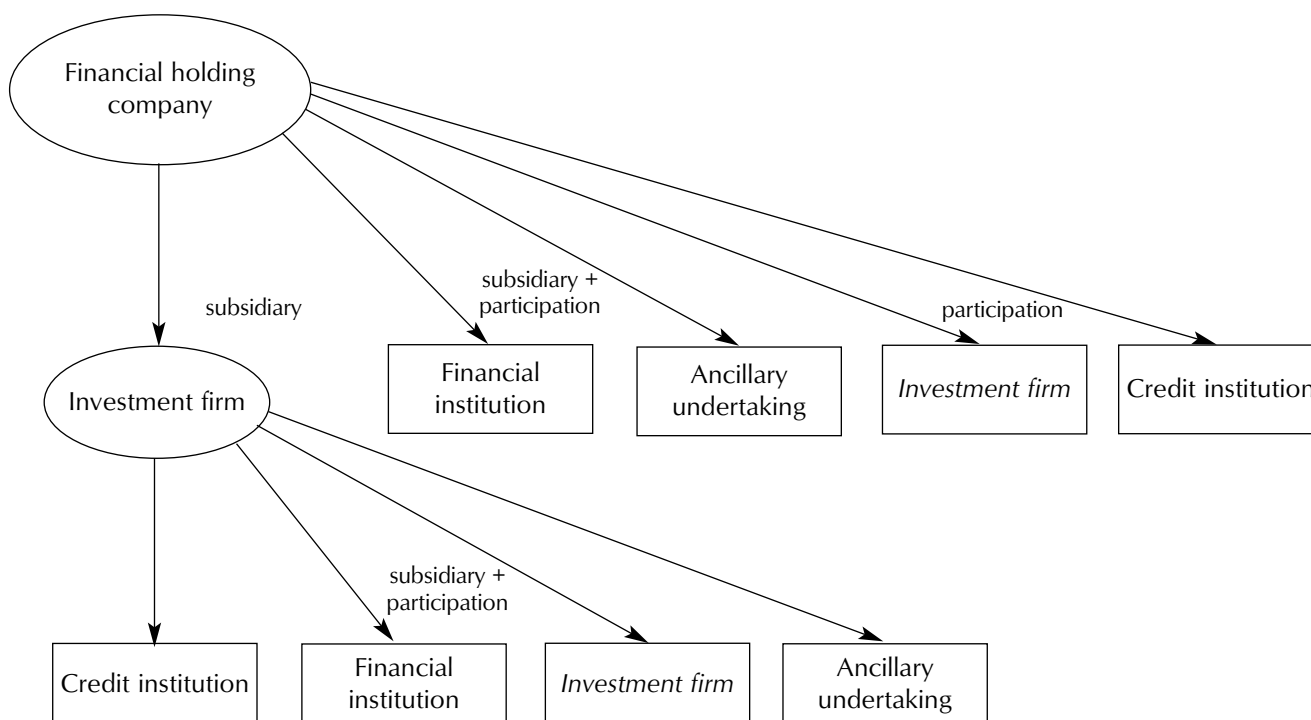 Financial holding
company
subsidiary
subsidiary +
participation
participation
Financial
institution
Ancillary
undertaking
Investment firm
Credit institution
Investment firm
subsidiary +
participation
Credit institution
Financial
institution
Investment firm
Ancillary
undertaking